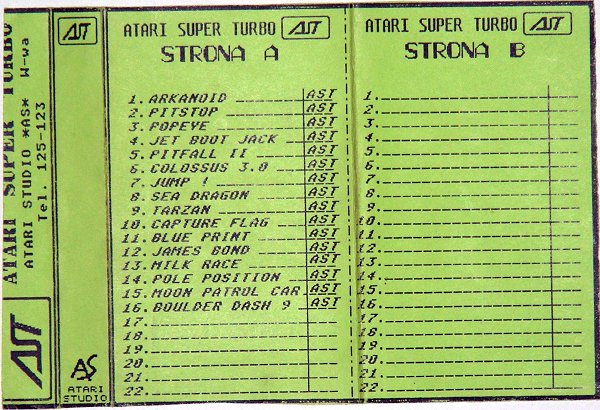 ATARI SUPER TURBO
ATARI STUDIO *AS* W-wa
Tel. 125-123
AST
AST
AS
ATARI
STUDIO
ATARI SUPER TURBO AST
STRONA A
AST
1. ARKANOID AST
2. PITSTOP AST
3. POPEYE AST
4. JET BOOT JACK AST
5. PITFALL II AST
6. COLOSSUS 3.0 AST
7. JUMP ! AST
8. SEA DRAGON AST
9. TARZAN AST
10. CAPTURE FLAG AST
11. BLUE PRINT AST
12. JAMES BOND AST
13. MILK RACE AST
14. POLE POSITION AST
15. MOON PATROL CAR AST
16. BOULDER DASH 9 AST
17.
18.
19.
20.
21.
22.
ATARI SUPER TURBO AST
STRONA B
1.
2.
3.
4.
5.
6.
7.
8.
9.
10.
11.
12.
13.
14.
15.
16.
17.
18.
19.
20.
21.
22.